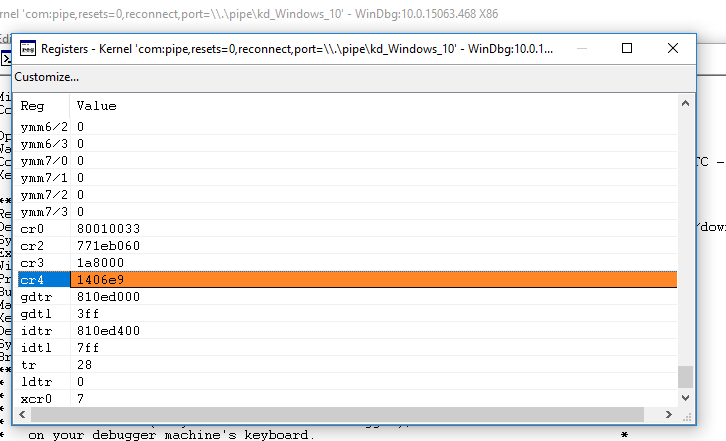 rnel 'com:pipe,resets=0,reconnect,port=\\.\pipe\kd_Windows_10' - WinDbg:10.0.15063.468 X86
Registers - Kernel 'com:pipe,resets=0,reconnect,port=\\.\pipe\kd_Windows_10' - WinDbg:10.0.1...
Customize...
Reg Value
ymm6/2 0
ymm6/3 0
ymm7/0 0
ymm7/1 0
ymm7/2 0
ymm7/3 0
cr0 80010033
cr2 771eb060
cr3 1a8000
cr4 1406e9
gdtr 810ed000
gdtl 3ff
idtr 810ed400
idtl 7ff
tr 28
ldtr 0
xcr0 7
* on your debugger machine's keyboard. *